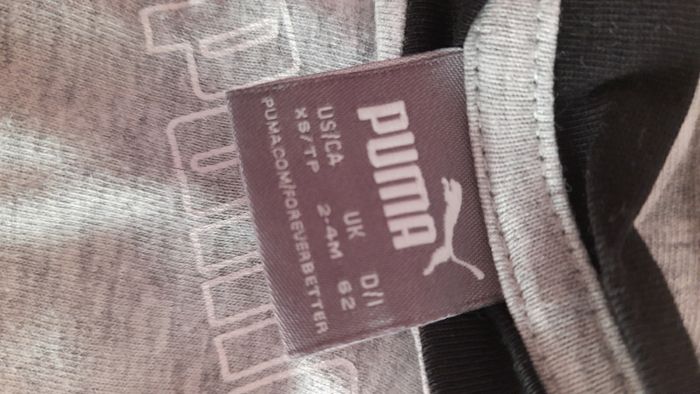 PUMA
US/CA UK D/I
XS/TP 2-4M 62
PUMA.COM/FOREVERBETTER